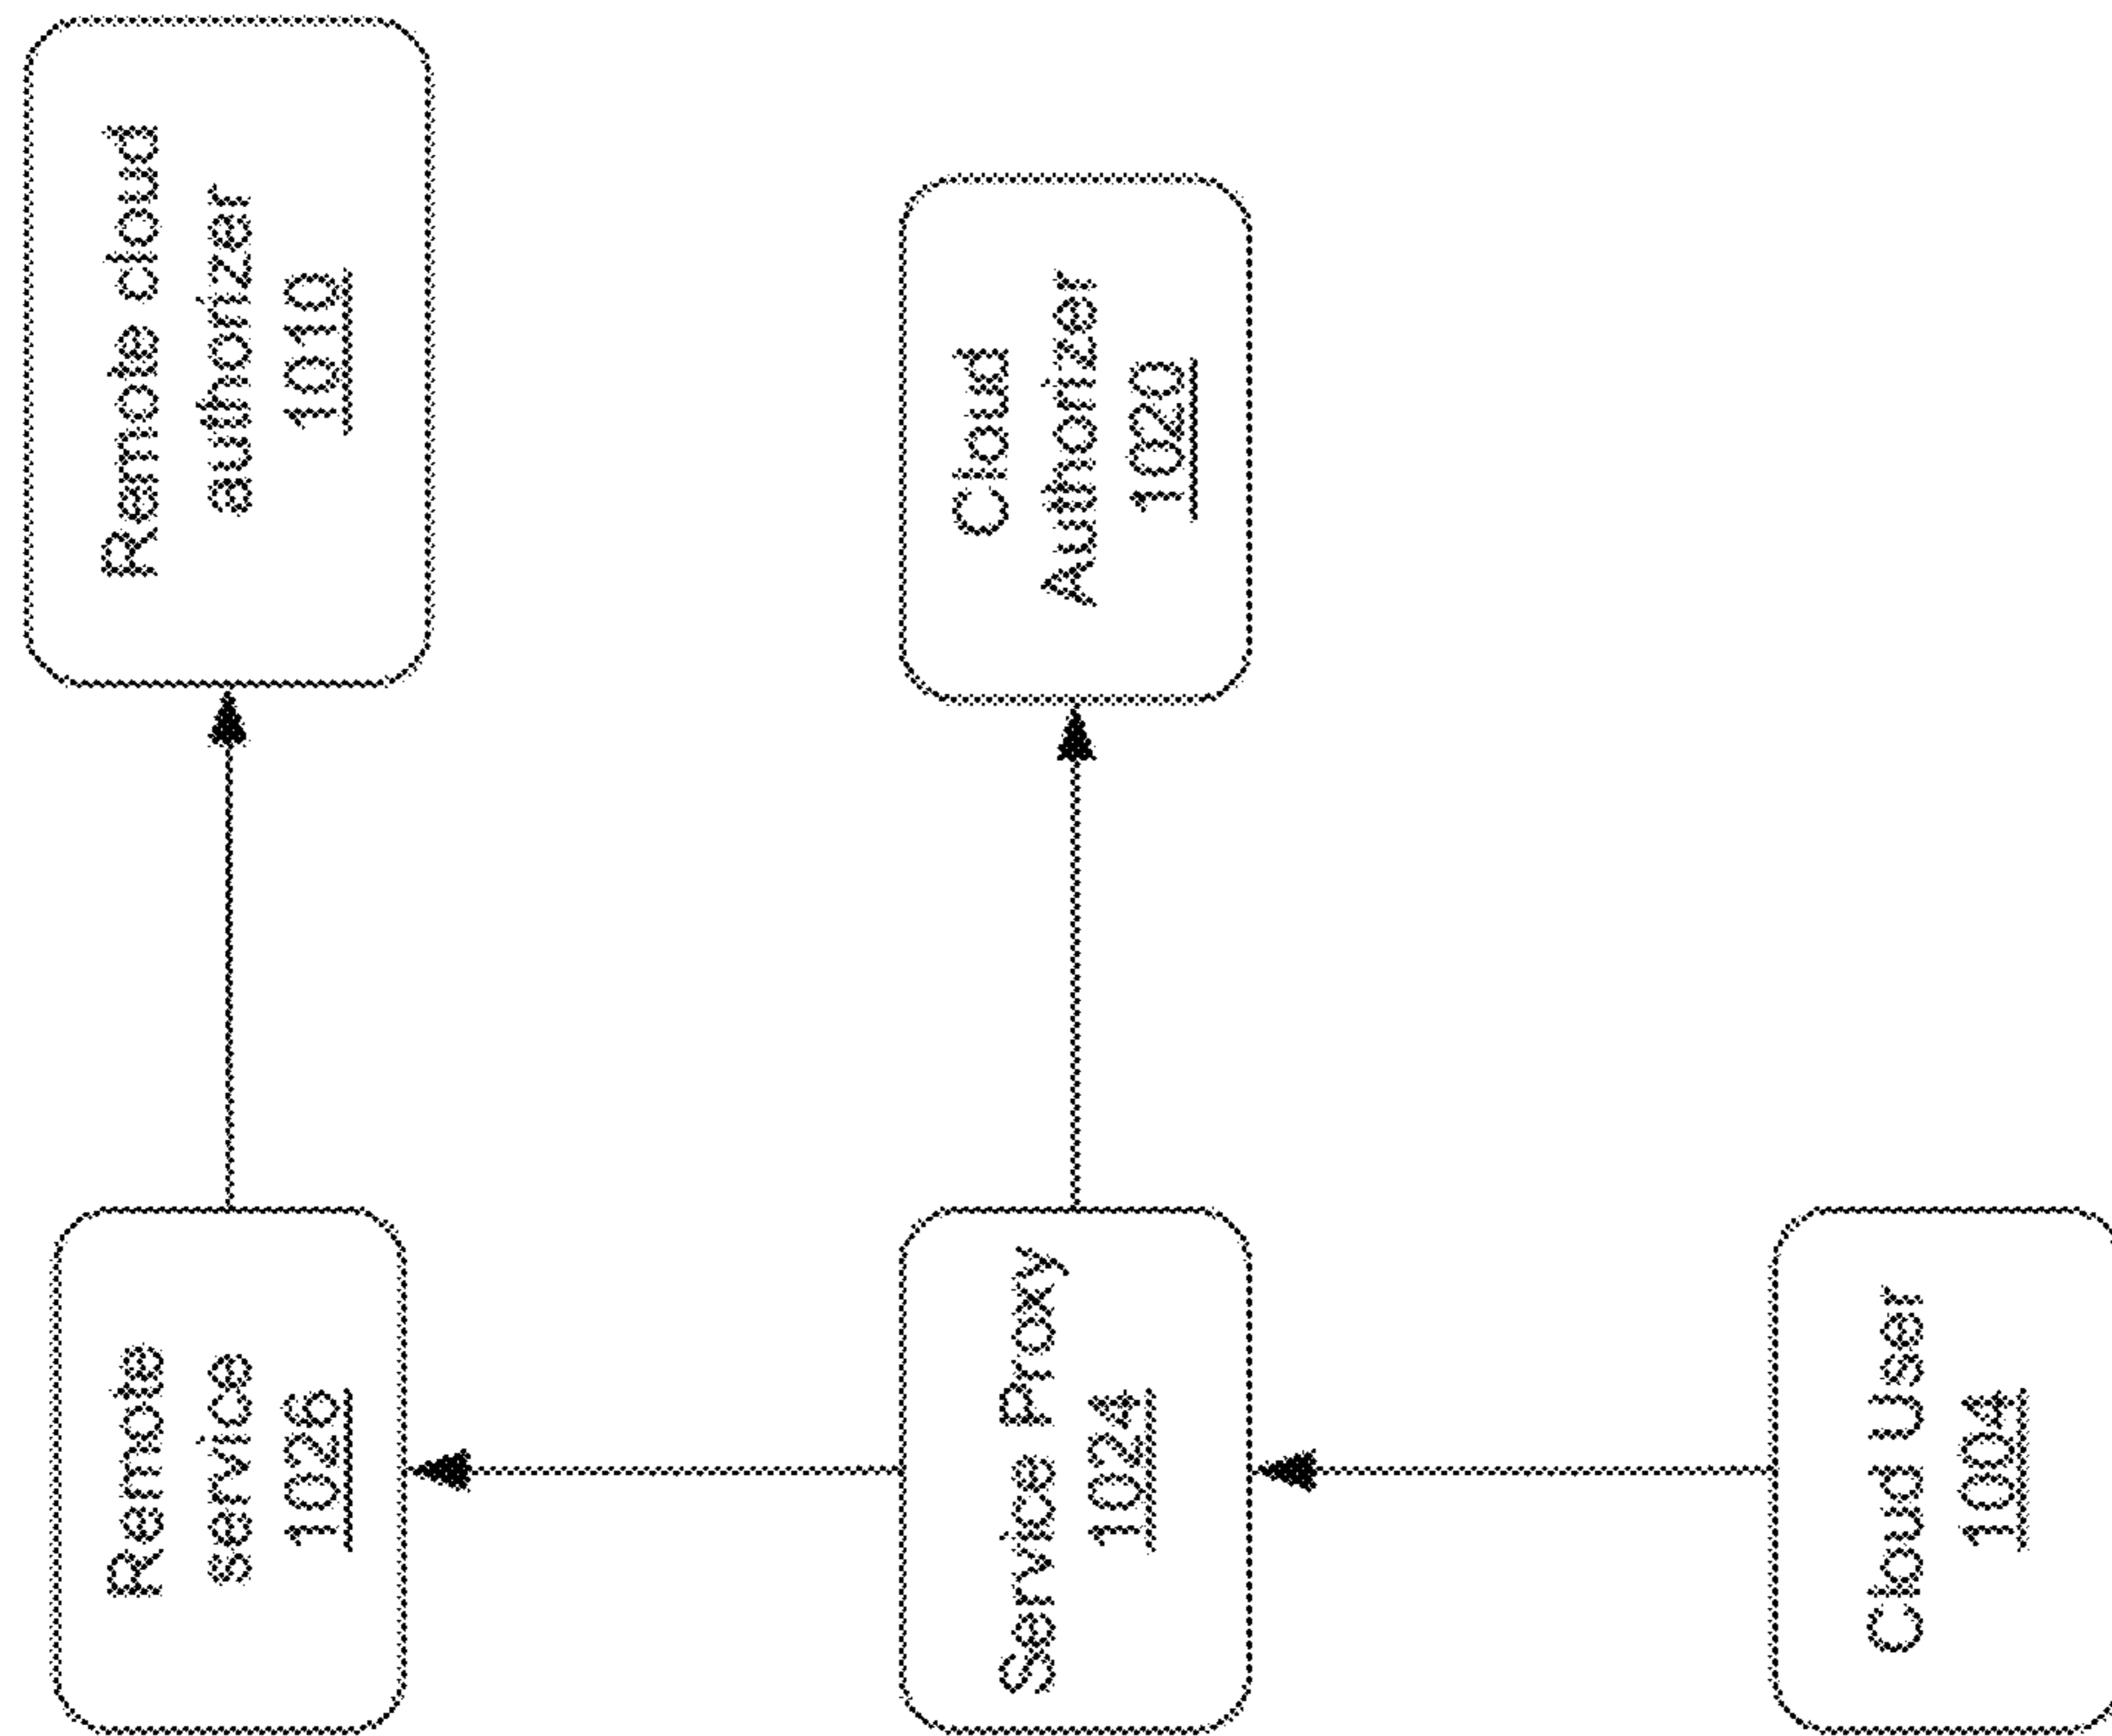 Remote cloud
authorizer
1010
Cloud
Authorizer
1020
Remote
service
1026
Service Proxy
1024
Cloud User
1004